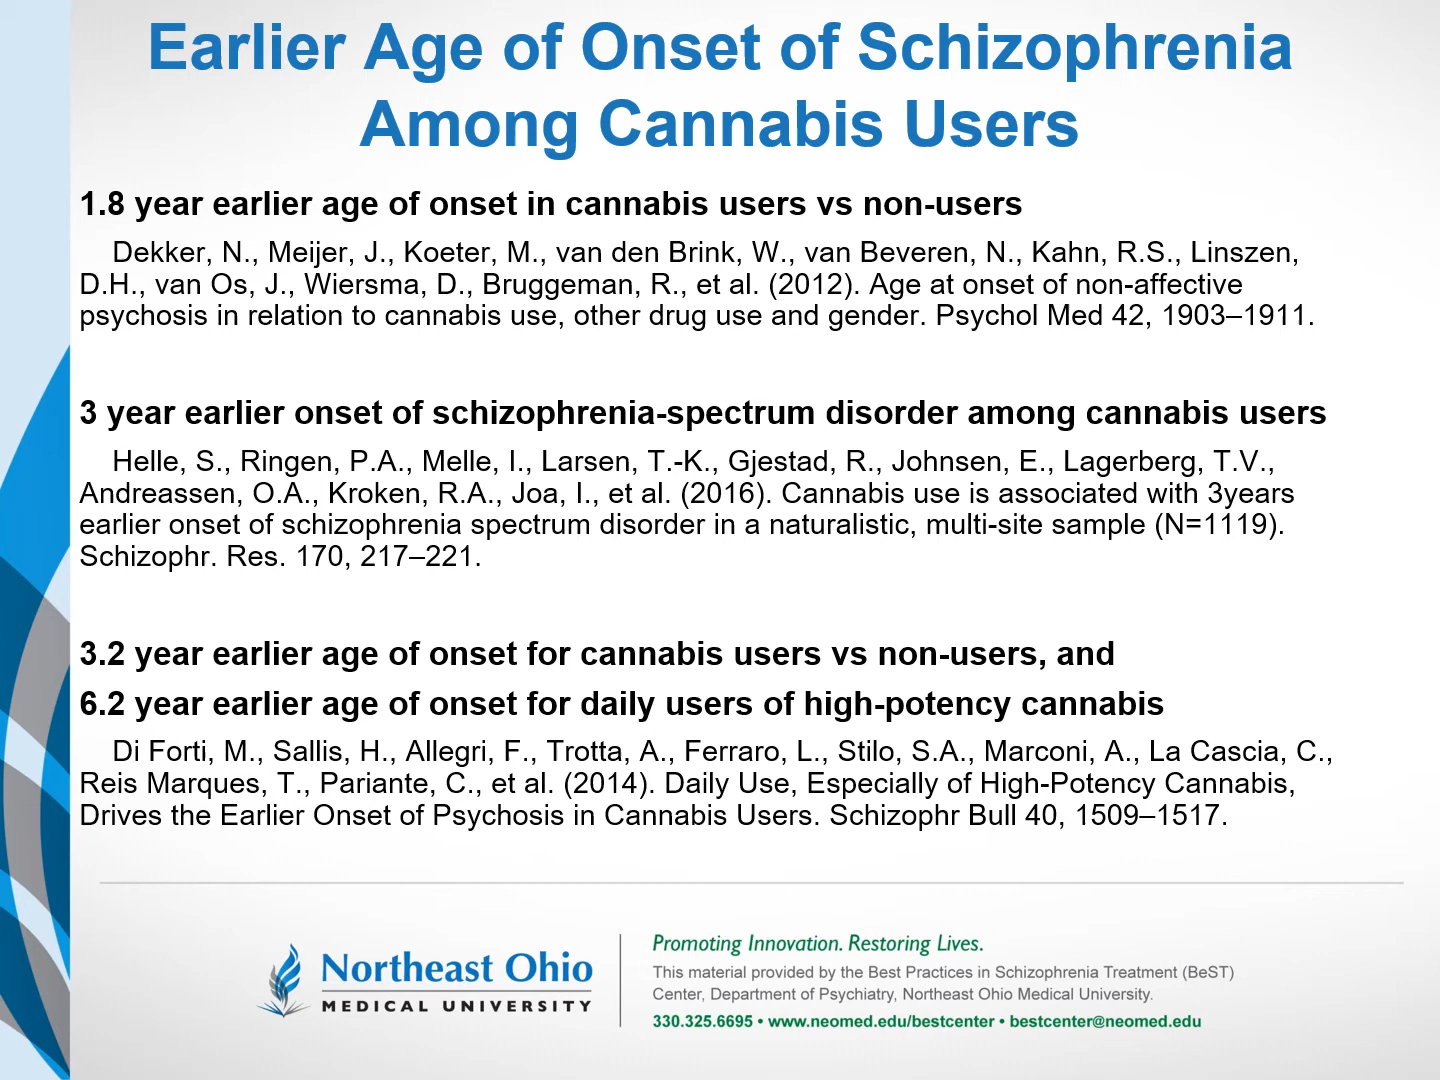 Earlier Age of Onset of Schizophrenia
Among Cannabis Users
1.8 year earlier age of onset in cannabis users vs non-users
Dekker, N., Meijer, J., Koeter, M., van den Brink, W., van Beveren, N., Kahn, R.S., Linszen,
D.H., van Os, J., Wiersma, D., Bruggeman, R., et al. (2012). Age at onset of non-affective
psychosis in relation to cannabis use, other drug use and gender. Psychol Med 42, 1903–1911.
3 year earlier onset of schizophrenia-spectrum disorder among cannabis users
Helle, S., Ringen, P.A., Melle, I., Larsen, T.-K., Gjestad, R., Johnsen, E., Lagerberg, T.V.,
Andreassen, O.A., Kroken, R.A., Joa, I., et al. (2016). Cannabis use is associated with 3years
earlier onset of schizophrenia spectrum disorder in a naturalistic, multi-site sample (N=1119).
Schizophr. Res. 170, 217–221.
3.2 year earlier age of onset for cannabis users vs non-users, and
6.2 year earlier age of onset for daily users of high-potency cannabis
Di Forti, M., Sallis, H., Allegri, F., Trotta, A., Ferraro, L., Stilo, S.A., Marconi, A., La Cascia, C.,
Reis Marques, T., Pariante, C., et al. (2014). Daily Use, Especially of High-Potency Cannabis,
Drives the Earlier Onset of Psychosis in Cannabis Users. Schizophr Bull 40, 1509–1517.
Northeast Ohio
MEDICAL UNIVERSITY
Promoting Innovation. Restoring Lives.
This material provided by the Best Practices in Schizophrenia Treatment (BeST)
Center, Department of Psychiatry, Northeast Ohio Medical University.
330.325.6695 • www.neomed.edu/bestcenter • bestcenter@neomed.edu